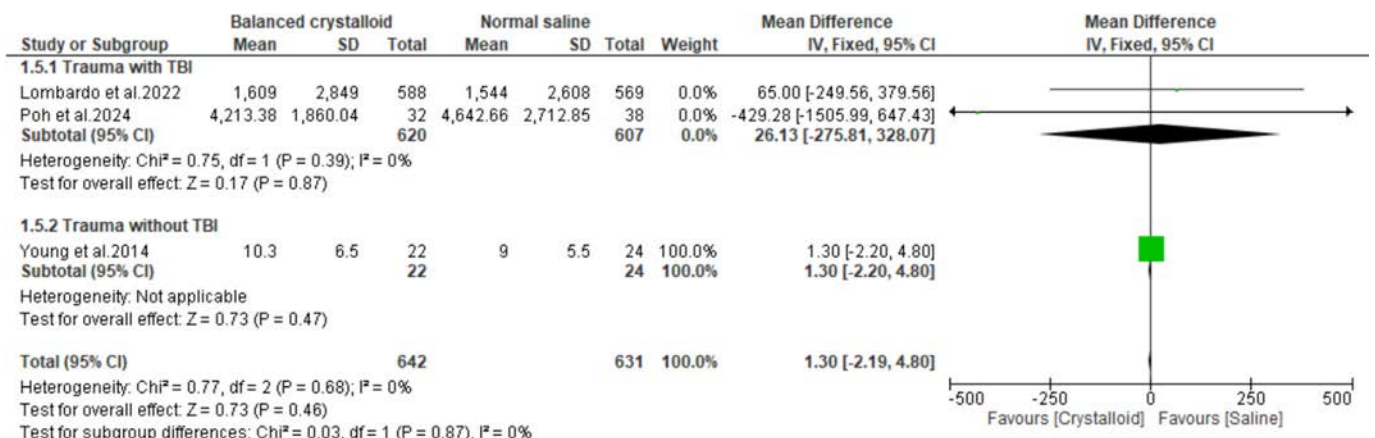 Balanced crystalloid Normal saline Mean Difference Mean Difference
Study or Subgroup Mean SD Total Mean SD Total Weight IV, Fixed, 95% CI IV, Fixed, 95% CI
1.5.1 Trauma with TBI
Lombardo et al.2022 1,609 2,849 588 1,544 2,608 569 0.0% 65.00 [-249.56, 379.56]
Poh et al.2024 4,213.38 1,860.04 32 4,642.66 2,712.85 38 0.0% -429.28 [-1505.99, 647.43]
Subtotal (95% CI) 620 607 0.0% 26.13 [-275.81, 328.07]
Heterogeneity: Chi² = 0.75, df = 1 (P = 0.39); I² = 0%
Test for overall effect: Z = 0.17 (P = 0.87)
1.5.2 Trauma without TBI
Young et al.2014 10.3 6.5 22 9 5.5 24 100.0% 1.30 [-2.20, 4.80]
Subtotal (95% CI) 22 24 100.0% 1.30 [-2.20, 4.80]
Heterogeneity: Not applicable
Test for overall effect: Z = 0.73 (P = 0.47)
Total (95% CI) 642 631 100.0% 1.30 [-2.19, 4.80]
Heterogeneity: Chi² = 0.77, df = 2 (P = 0.68); I² = 0%
Test for overall effect: Z = 0.73 (P = 0.46)
Test for subgroup differences: Chi² = 0.03, df = 1 (P = 0.87), I² = 0%
-500 -250 0 250 500
Favours [Crystalloid] Favours [Saline]